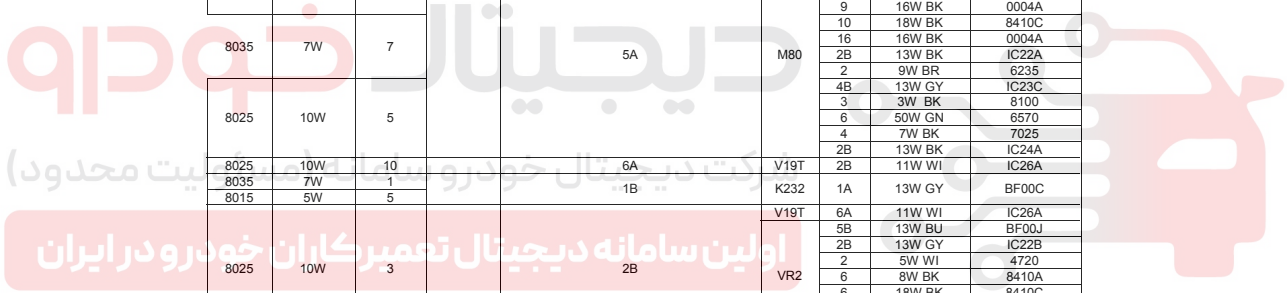 9 16W BK 0004A
10 18W BK 8410C
8035 7W 7 5A M80 16 16W BK 0004A
2B 13W BK IC22A
2 9W BR 6235
4B 13W GY IC23C
8025 10W 5 3 3W BK 8100
6 50W GN 6570
4 7W BK 7025
2B 13W BK IC24A
8025 10W 10 6A V19T 2B 11W WI IC26A
8035 7W 1 1B K232 1A 13W GY BF00C
8015 5W 5
V19T 6A 11W WI IC26A
8025 10W 3 2B VR2 5B 13W BU BF00J
2B 13W GY IC22B
2 5W WI 4720
6 8W BK 8410A
6 18W BK 8410C
دیجیتال خودرو
شرکت دیجیتال خودرو سامانه (مسئولیت محدود)
اولین سامانه دیجیتال تعمیرکاران خودرو در ایران